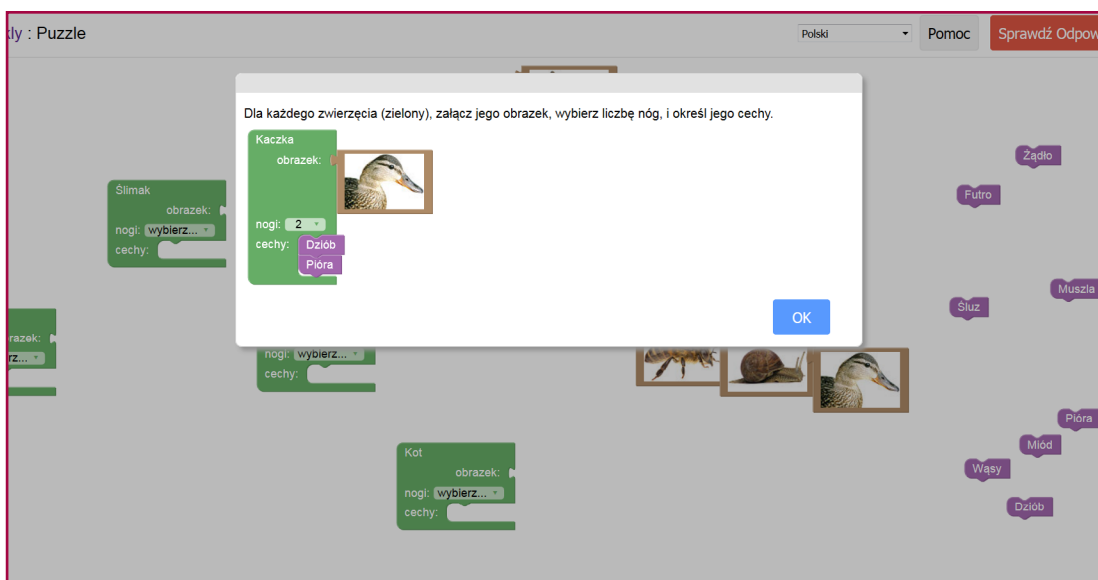 kly : Puzzle
Polski
Pomoc
Sprawdź Odpow
Dla każdego zwierzęcia (zielony), załącz jego obrazek, wybierz liczbę nóg, i określ jego cechy.
Kaczka
obrazek:
nogi: 2
cechy: Dziób
Pióra
OK
Ślimak
obrazek:
nogi: wybierz...
cechy:
razek:
rz...
nogi: wybierz...
cechy:
Kot
obrazek:
nogi: wybierz...
cechy:
Żądło
Futro
Muszla
Śluz
Pióra
Miód
Wąsy
Dziób